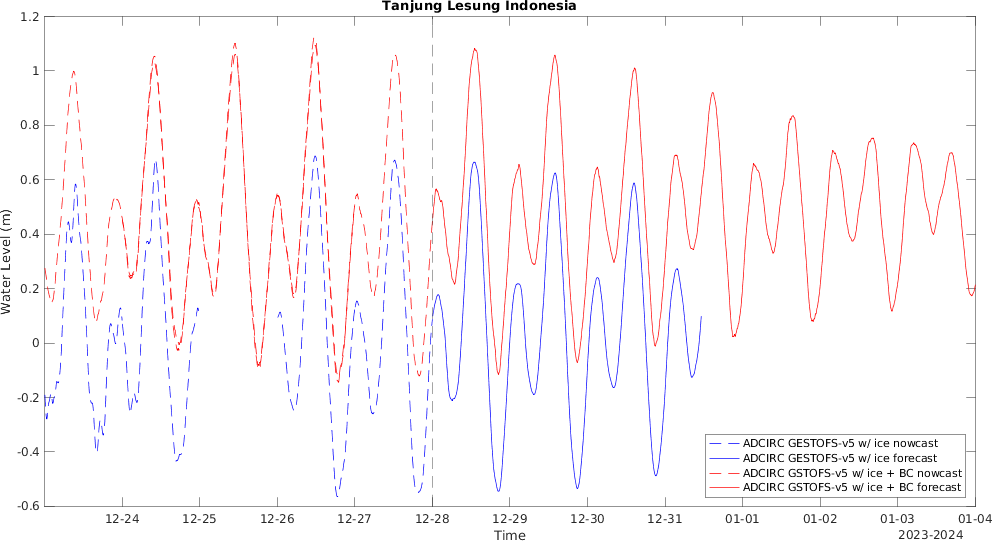 Tanjung Lesung Indonesia
Water Level (m)
1.2
1
0.8
0.6
0.4
0.2
0
-0.2
-0.4
-0.6
ADCIRC GESTOFS-v5 w/ ice nowcast
ADCIRC GESTOFS-v5 w/ ice forecast
ADCIRC GSTOFS-v5 w/ ice + BC nowcast
ADCIRC GSTOFS-v5 w/ ice + BC forecast
12-24 12-25 12-26 12-27 12-28 12-29 12-30 12-31 01-01 01-02 01-03 01-04
Time
2023-2024